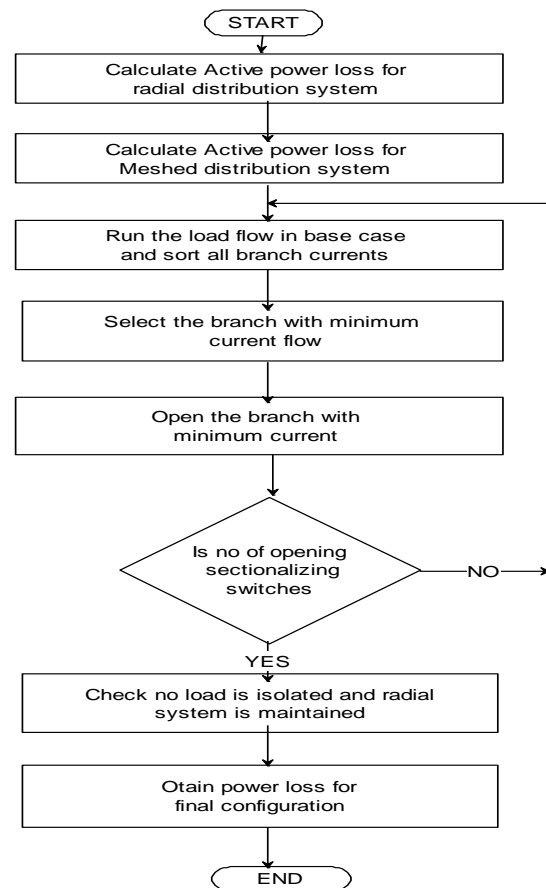 START
Calculate Active power loss for
radial distribution system
Calculate Active power loss for
Meshed distribution system
Run the load flow in base case
and sort all branch currents
Select the branch with minimum
current flow
Open the branch with
minimum current
Is no of opening
sectionalizing
switches
NO
YES
Check no load is isolated and radial
system is maintained
Otain power loss for
final configuration
END